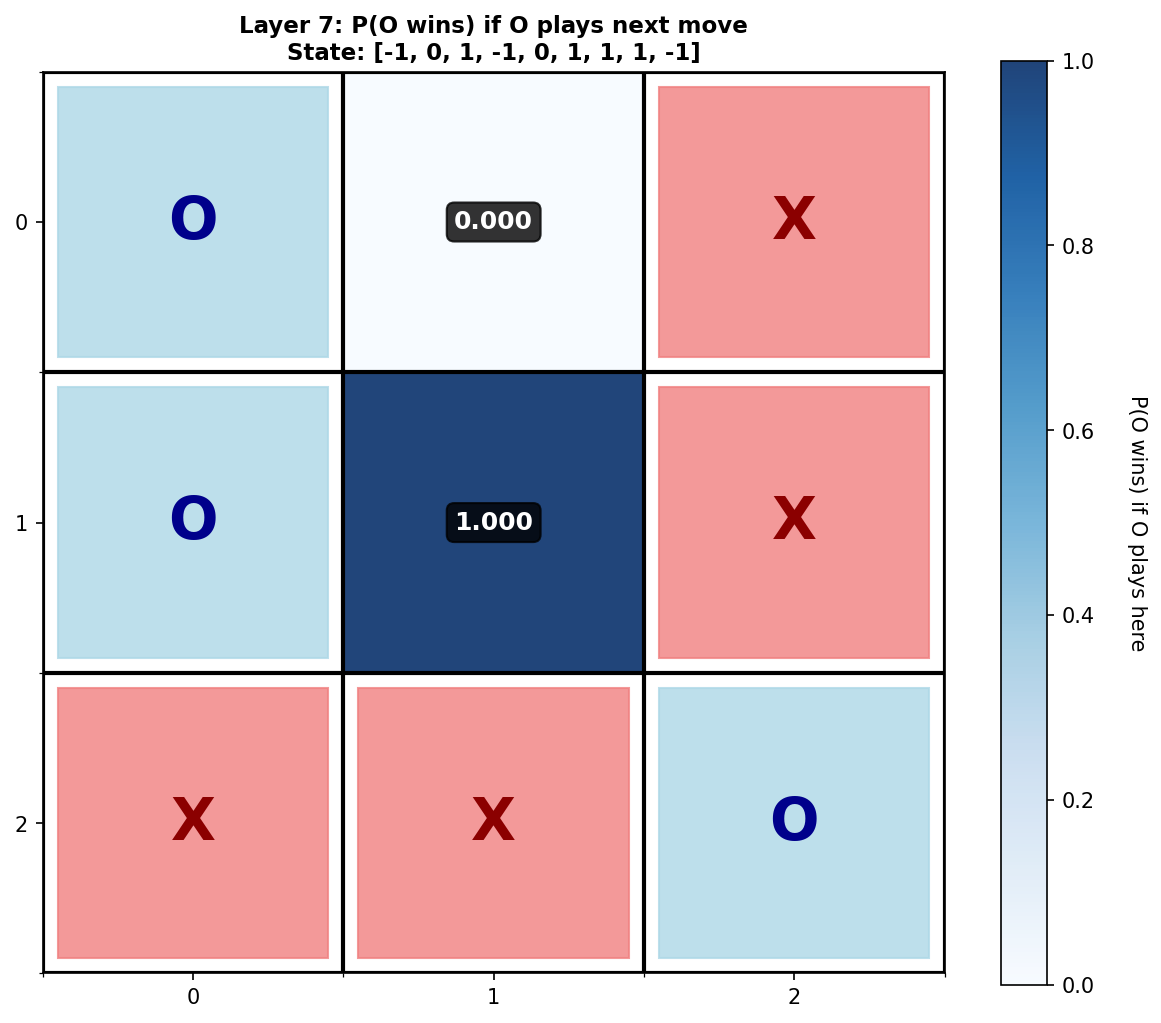 Layer 7: P(O wins) if O plays next move
State: [-1, 0, 1, -1, 0, 1, 1, 1, -1]
0
O
0.000
X
1
O
1.000
X
2
X
X
O
0
1
2
1.0
0.8
0.6
0.4
0.2
0.0
P(O wins) if O plays here